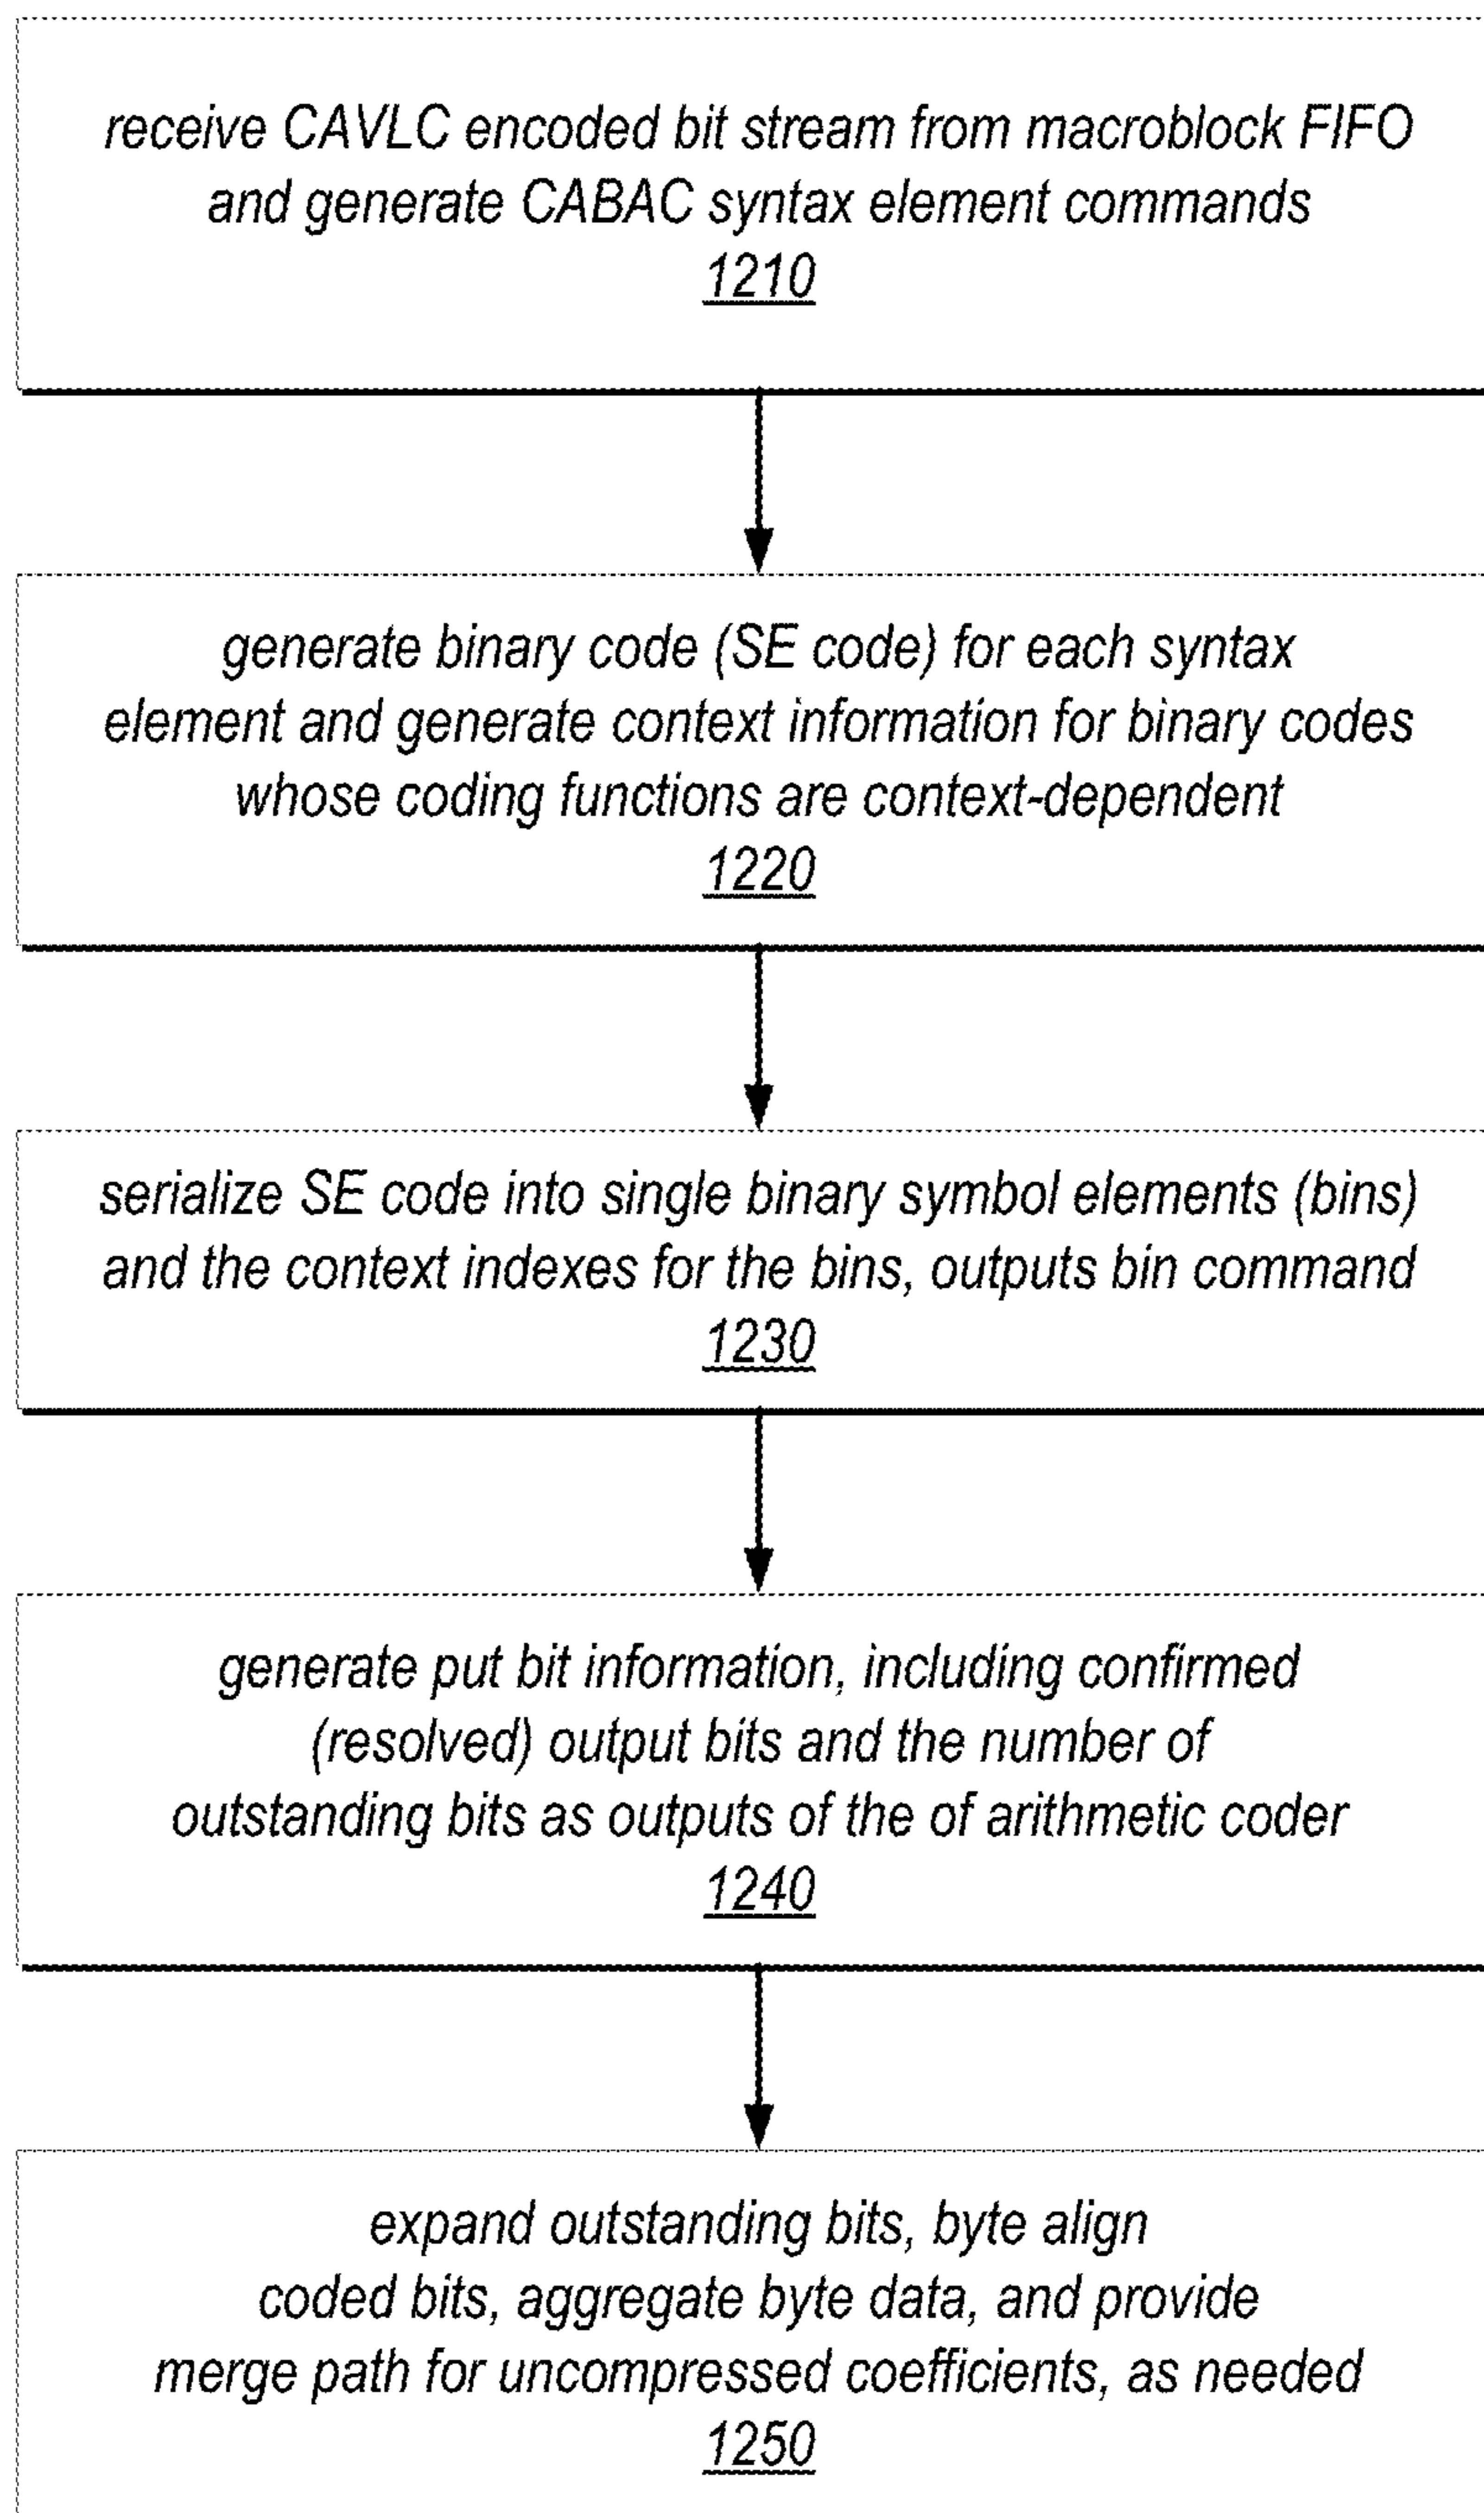 receive CAVLC encoded bit stream from macroblock FIFO
and generate CABAC syntax element commands
1210
generate binary code (SE code) for each syntax
element and generate context information for binary codes
whose coding functions are context-dependent
1220
serialize SE code into single binary symbol elements (bins)
and the context indexes for the bins, outputs bin command
1230
generate put bit information, including confirmed
(resolved) output bits and the number of
outstanding bits as outputs of the of arithmetic coder
1240
expand outstanding bits, byte align
coded bits, aggregate byte data, and provide
merge path for uncompressed coefficients, as needed
1250